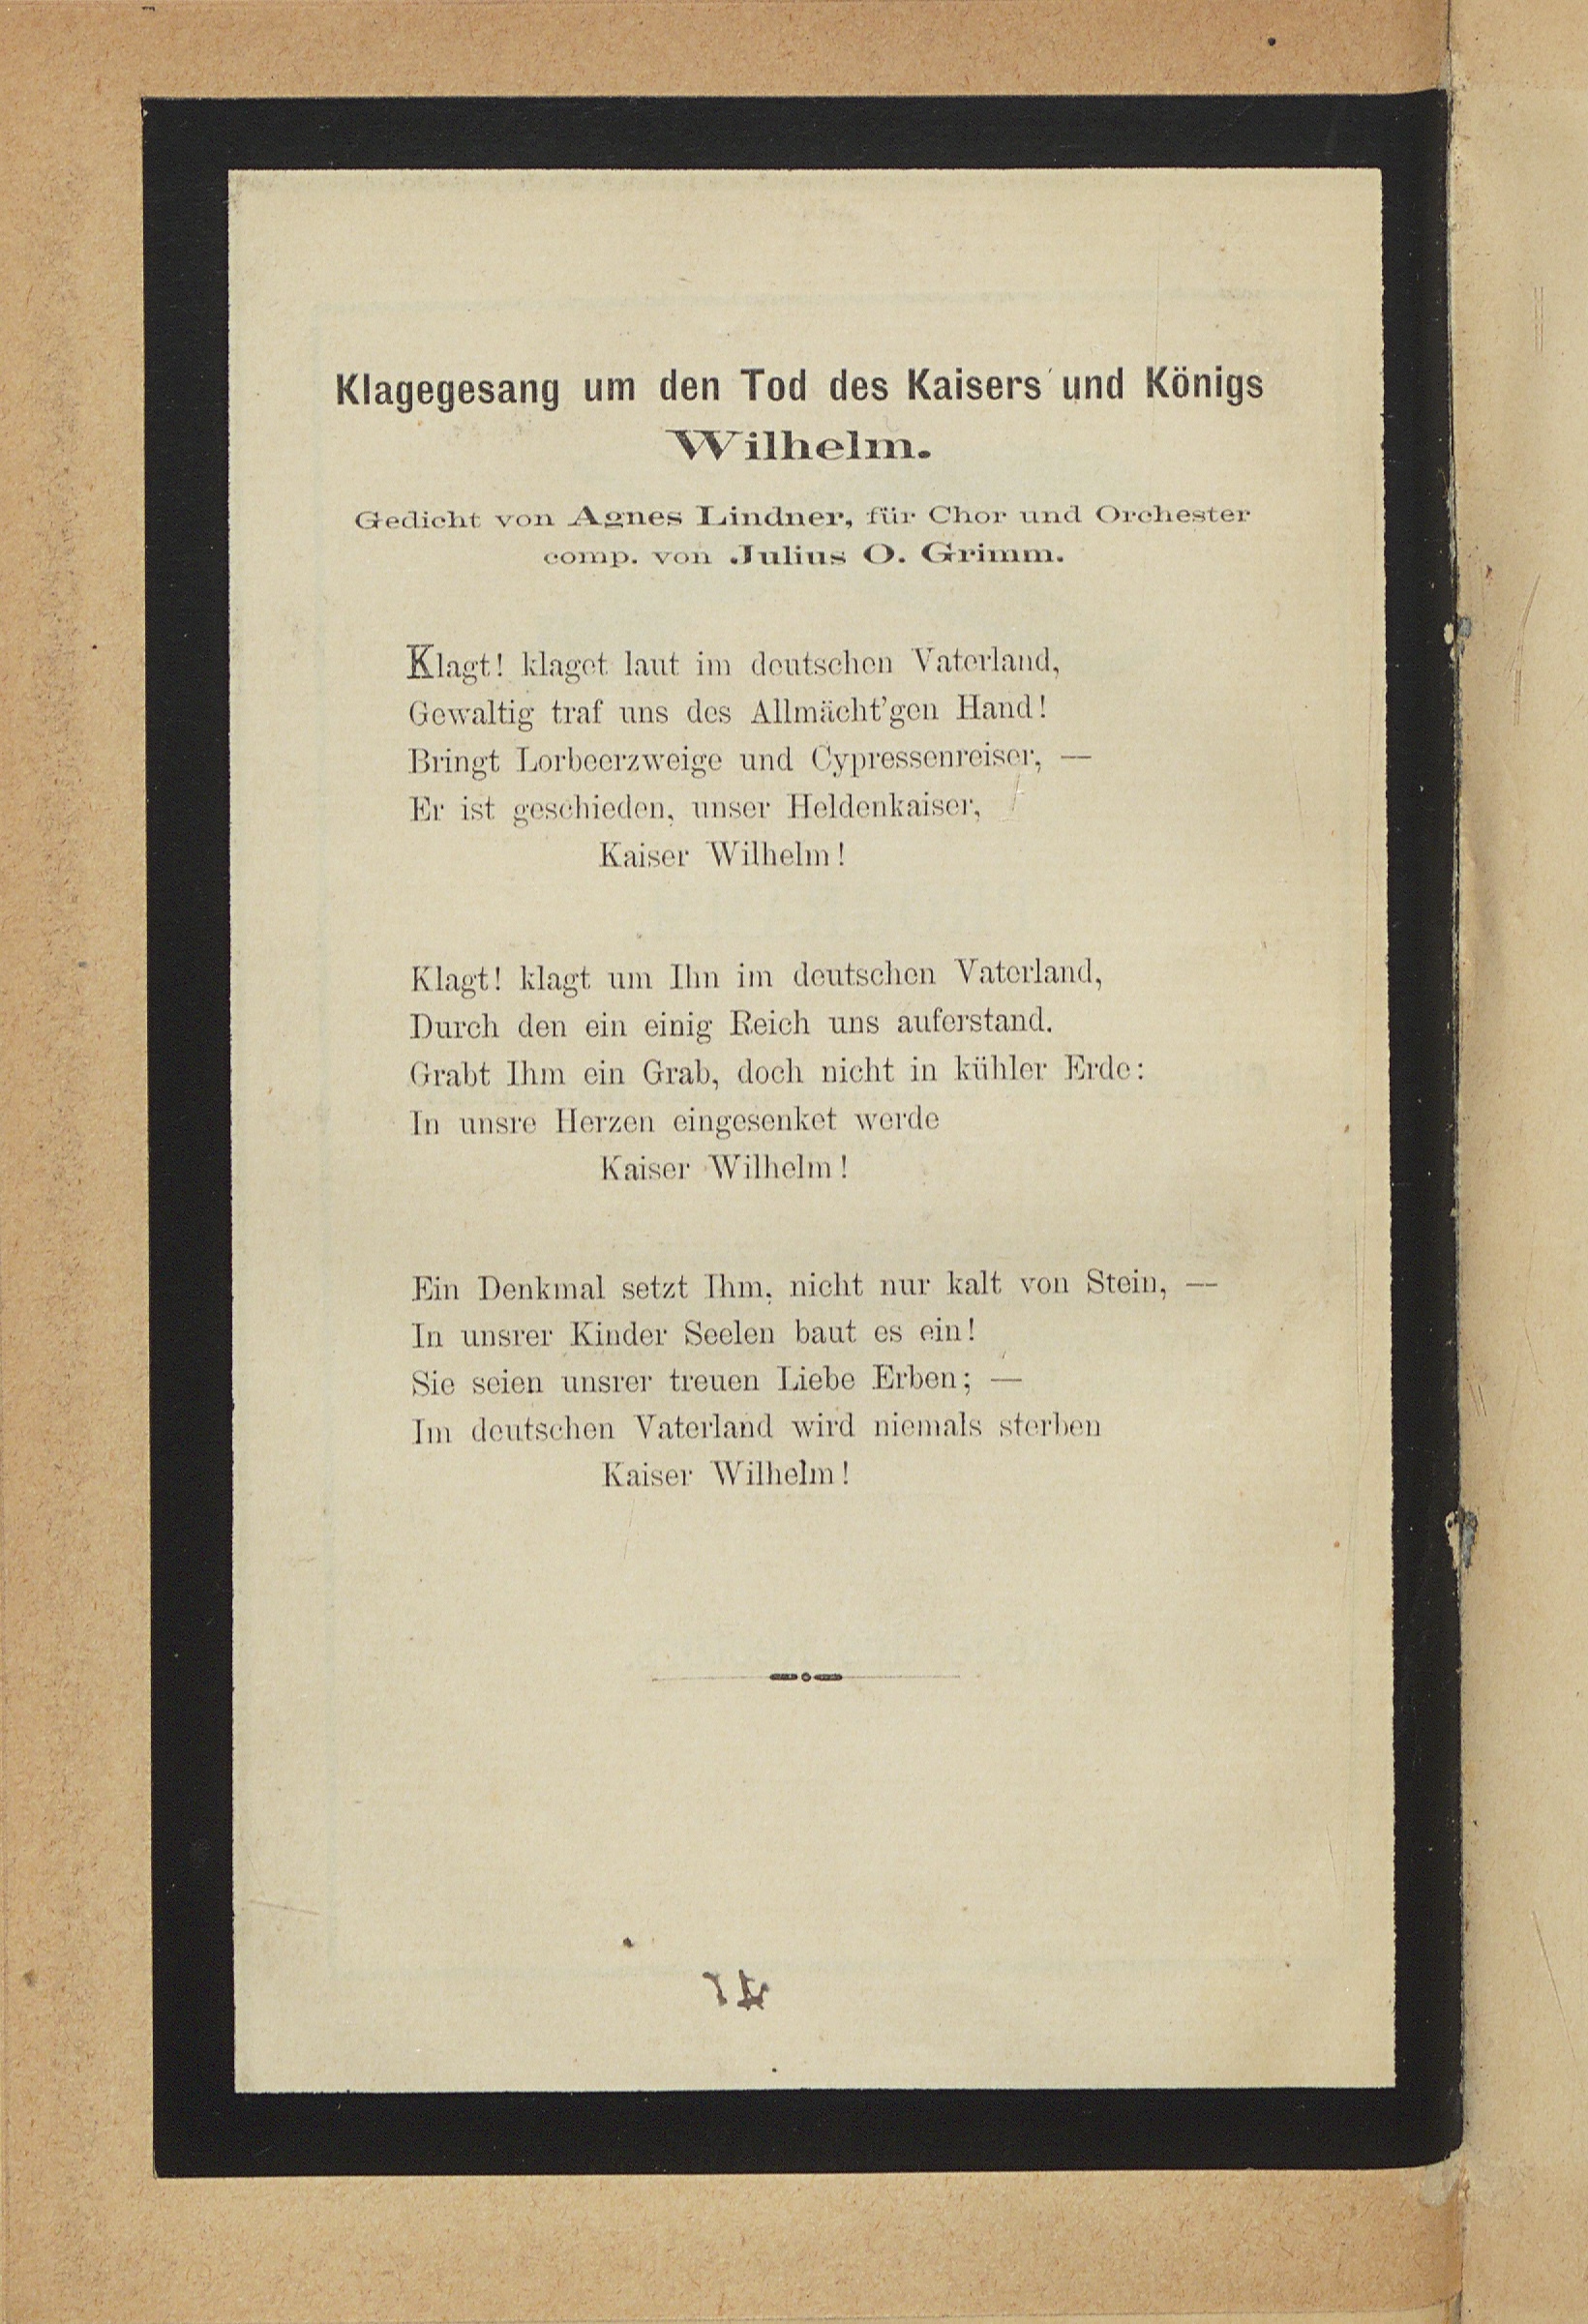 Klagegesang um den Tod des Kaisers und Königs
Wilhelm.
Gedicht von Agnes Lindner, für Chor und Orchester
comp. von Julius O. Grimm.
Klagt! klaget laut im deutschen Vaterland,
Gewaltig traf uns des Allmächt'gen Hand!
Bringt Lorbeerzweige und Cypressenreiser, —
Er ist geschieden, unser Heldenkaiser,
Kaiser Wilhelm!
Klagt! klagt um Ihn im deutschen Vaterland,
Durch den ein einig Reich uns auferstand.
Grabt Ihm ein Grab, doch nicht in kühler Erde:
In unsre Herzen eingesenket werde
Kaiser Wilhelm!
Ein Denkmal setzt Ihm, nicht nur kalt von Stein, —
In unsrer Kinder Seelen baut es ein!
Sie seien unsrer treuen Liebe Erben; —
Im deutschen Vaterland wird niemals sterben
Kaiser Wilhelm!